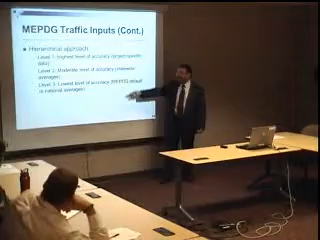 MEPDG Traffic Inputs (Cont.)
Hierarchical approach:
Level 1: Highest level of accuracy (project-specific
data)
Level 2: Moderate level of accuracy (statewide
averages)
Level 3: Lowest level of accuracy (MEPDG default
or national averages)